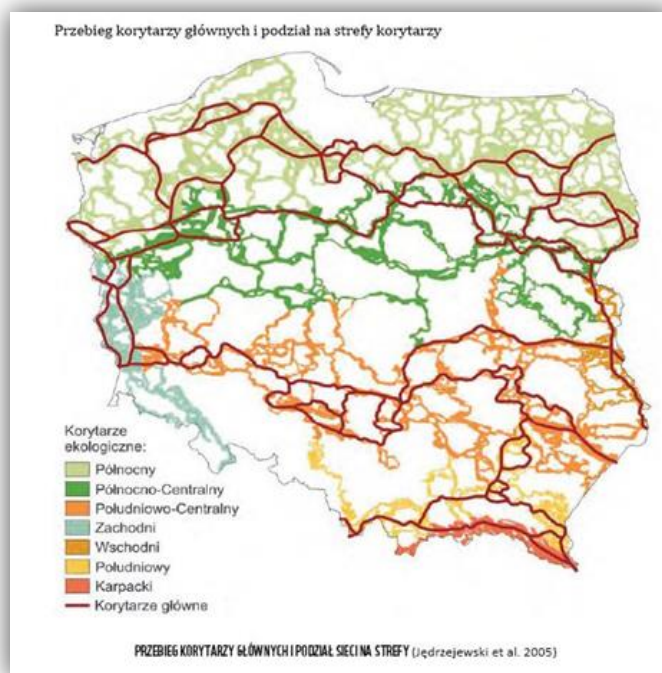 Przebieg korytarzy głównych i podział na strefy korytarzy
Korytarze
ekologiczne:
Północny
Północno-Centralny
Południowo-Centralny
Zachodni
Wschodni
Południowy
Karpacki
Korytarze główne
PRZEBIEG KORYTARZY GŁÓWNYCH I PODZIAŁ SIECI NA STREFY (Jędrzejewski et al. 2005)